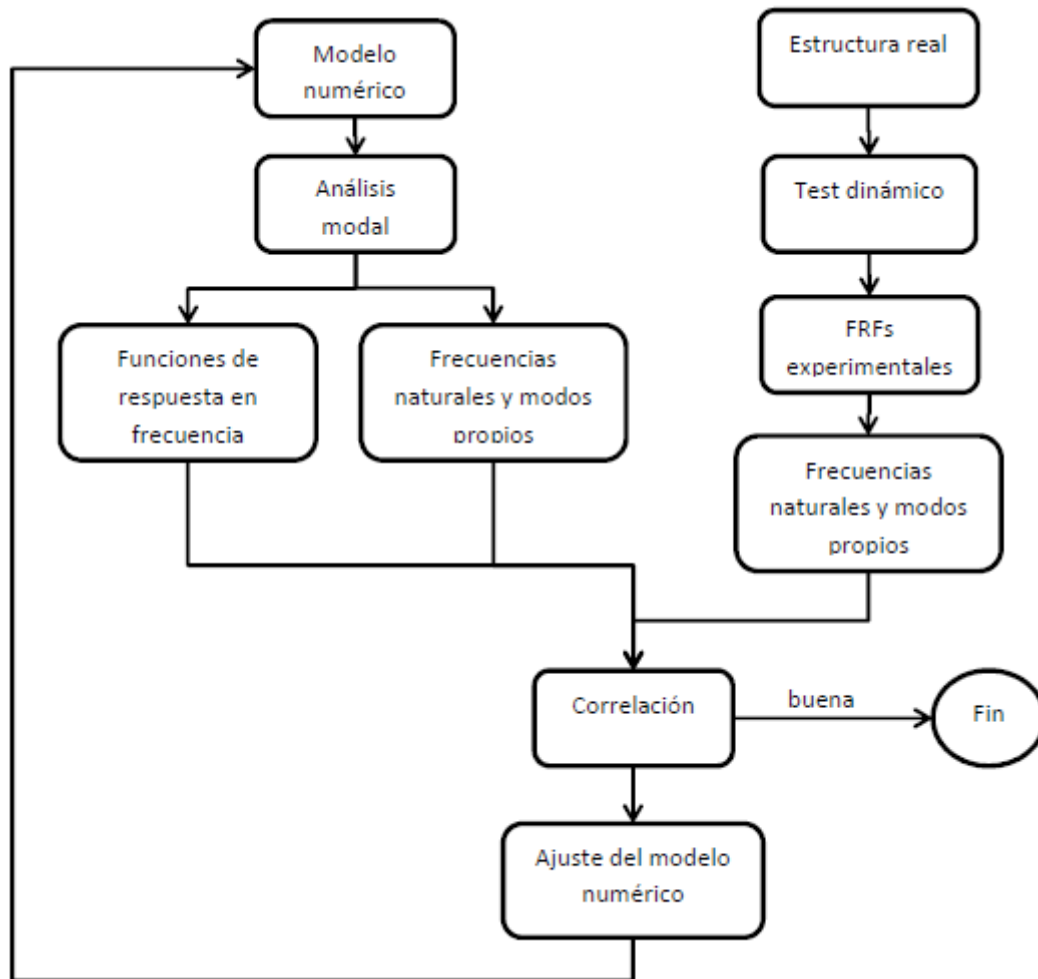 Modelo
numérico
Análisis
modal
Funciones de
respuesta en
frecuencia
Frecuencias
naturales y modos
propios
Estructura real
Test dinámico
FRFs
experimentales
Frecuencias
naturales y modos
propios
Correlación
buena
Fin
Ajuste del modelo
numérico